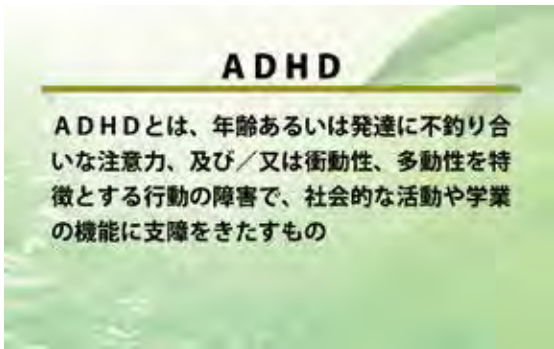 ADHD
ADHDとは、年齢あるいは発達に不釣り合
いな注意力、及び／又は衝動性、多動性を特
徴とする行動の障害で、社会的な活動や学業
の機能に支障をきたすもの